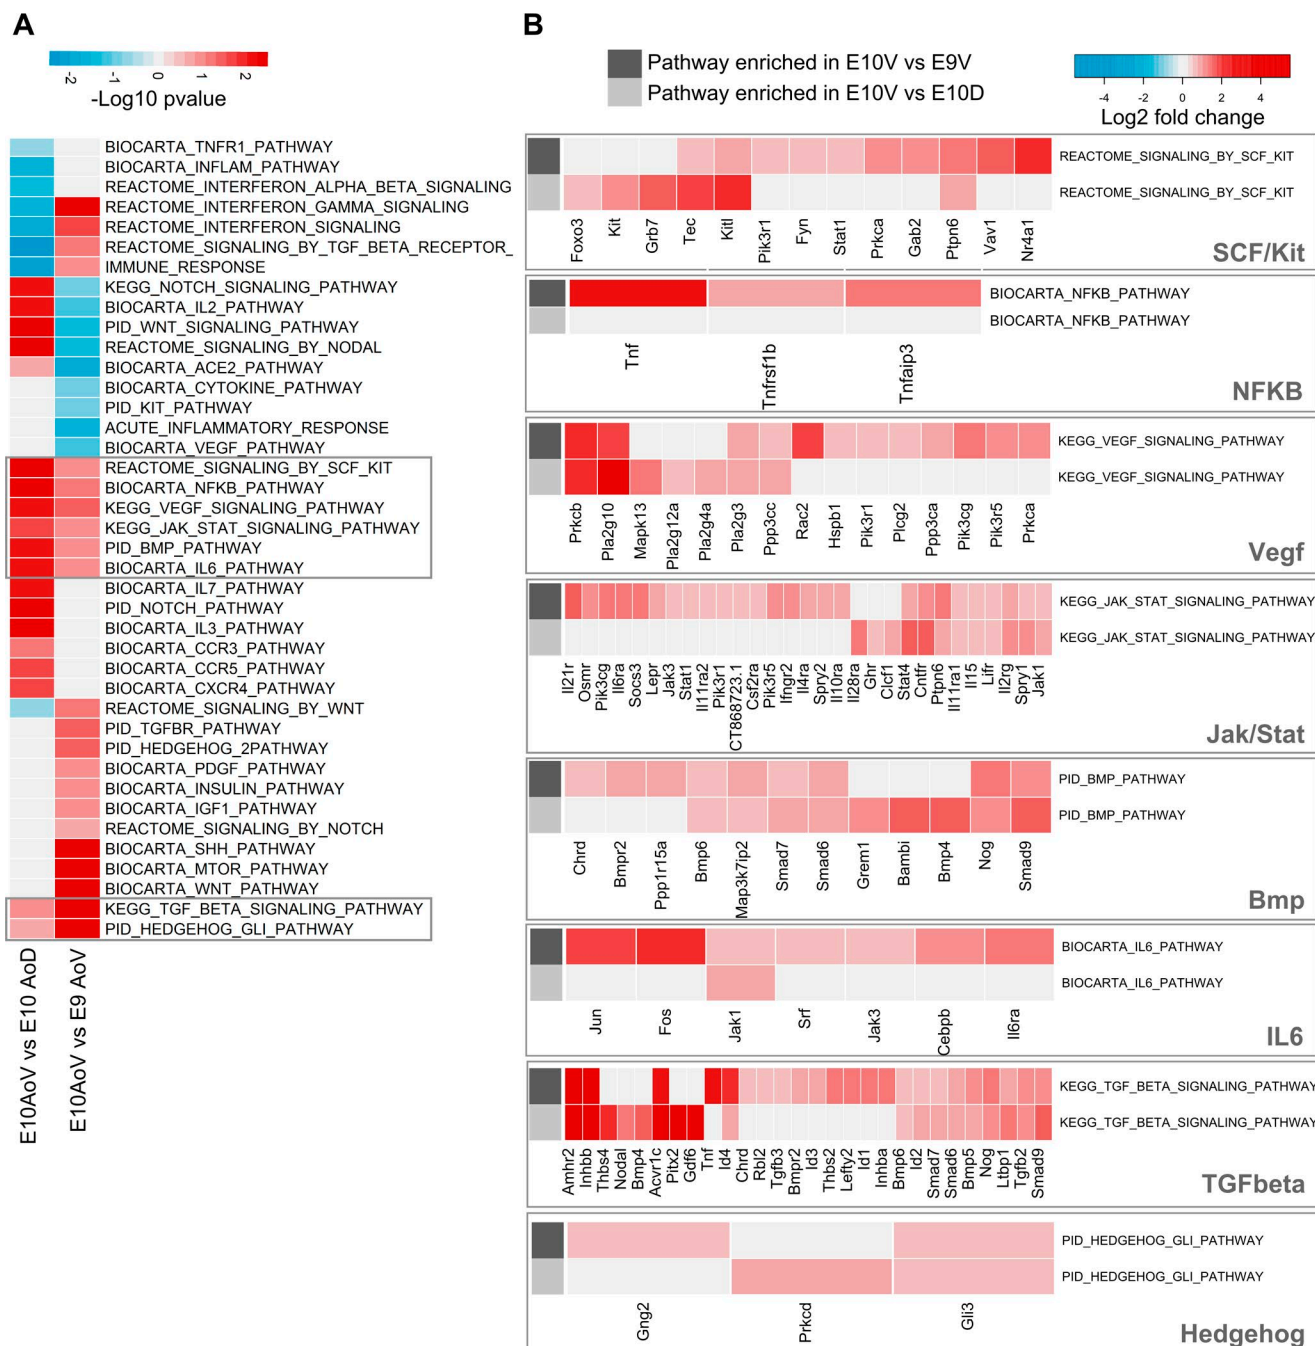 A
-2 -1 0 1 2
-Log10 pvalue
BIOCARTA_TNFR1_PATHWAY
BIOCARTA_INFLAM_PATHWAY
REACTOME_INTERFERON_ALPHA_BETA_SIGNALING
REACTOME_INTERFERON_GAMMA_SIGNALING
REACTOME_INTERFERON_SIGNALING
REACTOME_SIGNALING_BY_TGF_BETA_RECEPTOR_
IMMUNE_RESPONSE
KEGG_NOTCH_SIGNALING_PATHWAY
BIOCARTA_IL2_PATHWAY
PID_WNT_SIGNALING_PATHWAY
REACTOME_SIGNALING_BY_NODAL
BIOCARTA_ACE2_PATHWAY
BIOCARTA_CYTOKINE_PATHWAY
PID_KIT_PATHWAY
ACUTE_INFLAMMATORY_RESPONSE
BIOCARTA_VEGF_PATHWAY
REACTOME_SIGNALING_BY_SCF_KIT
BIOCARTA_NFKB_PATHWAY
KEGG_VEGF_SIGNALING_PATHWAY
KEGG_JAK_STAT_SIGNALING_PATHWAY
PID_BMP_PATHWAY
BIOCARTA_IL6_PATHWAY
BIOCARTA_IL7_PATHWAY
PID_NOTCH_PATHWAY
BIOCARTA_IL3_PATHWAY
BIOCARTA_CCR3_PATHWAY
BIOCARTA_CCR5_PATHWAY
BIOCARTA_CXCR4_PATHWAY
REACTOME_SIGNALING_BY_WNT
PID_TGFBR_PATHWAY
PID_HEDGEHOG_2PATHWAY
BIOCARTA_PDGF_PATHWAY
BIOCARTA_INSULIN_PATHWAY
BIOCARTA_IGF1_PATHWAY
REACTOME_SIGNALING_BY_NOTCH
BIOCARTA_SHH_PATHWAY
BIOCARTA_MTOR_PATHWAY
BIOCARTA_WNT_PATHWAY
KEGG_TGF_BETA_SIGNALING_PATHWAY
PID_HEDGEHOG_GLI_PATHWAY
E10AoV vs E10 AoD
E10AoV vs E9 AoV
B
Pathway enriched in E10V vs E9V
Pathway enriched in E10V vs E10D
-4 -2 0 2 4
Log2 fold change
REACTOME_SIGNALING_BY_SCF_KIT
REACTOME_SIGNALING_BY_SCF_KIT
Foxo3 Kit Grb7 Tec Kitl Pik3r1 Fyn Stat1 Prkca Gab2 Ptpn6 Vav1 Nr4a1
SCF/Kit
BIOCARTA_NFKB_PATHWAY
BIOCARTA_NFKB_PATHWAY
Tnf Tnfrsf1b Tnfaip3
NFKB
KEGG_VEGF_SIGNALING_PATHWAY
KEGG_VEGF_SIGNALING_PATHWAY
Prkcb Pla2g10 Mapk13 Pla2g12a Pla2g4a Pla2g3 Ppp3cc Rac2 Hspb1 Pik3r1 Plcg2 Ppp3ca Pik3cg Pik3r5 Prkca
Vegf
KEGG_JAK_STAT_SIGNALING_PATHWAY
KEGG_JAK_STAT_SIGNALING_PATHWAY
Il21r Osmr Pik3cg Il6ra Socs3 Lepr Jak3 Stat1 Il11ra2 Pik3r1 CT868723.1 Csf2ra Pik3r5 Ifngr2 Il4ra Spry2 Il10ra Il28ra Ghr Clcf1 Stat4 Cntfr Ptpn6 Il11ra1 Il15 Lifr Il2rg Spry1 Jak1
Jak/Stat
PID_BMP_PATHWAY
PID_BMP_PATHWAY
Chrd Bmpr2 Ppp1r15a Bmp6 Map3k7ip2 Smad7 Smad6 Grem1 Bambi Bmp4 Nog Smad9
Bmp
BIOCARTA_IL6_PATHWAY
BIOCARTA_IL6_PATHWAY
Jun Fos Jak1 Srf Jak3 Cebpb Il6ra
IL6
KEGG_TGF_BETA_SIGNALING_PATHWAY
KEGG_TGF_BETA_SIGNALING_PATHWAY
Amhr2 Inhbb Thbs4 Nodal Bmp4 Acvr1c Pitx2 Gdf6 Tnf Id4 Chrd Rbl2 Tgfb3 Bmpr2 Id3 Thbs2 Lefty2 Id1 Inhba Bmp6 Id2 Smad7 Smad6 Bmp5 Nog Ltbp1 Tgfb2 Smad9
TGFbeta
PID_HEDGEHOG_GLI_PATHWAY
PID_HEDGEHOG_GLI_PATHWAY
Gng2 Prkcd Gli3
Hedgehog